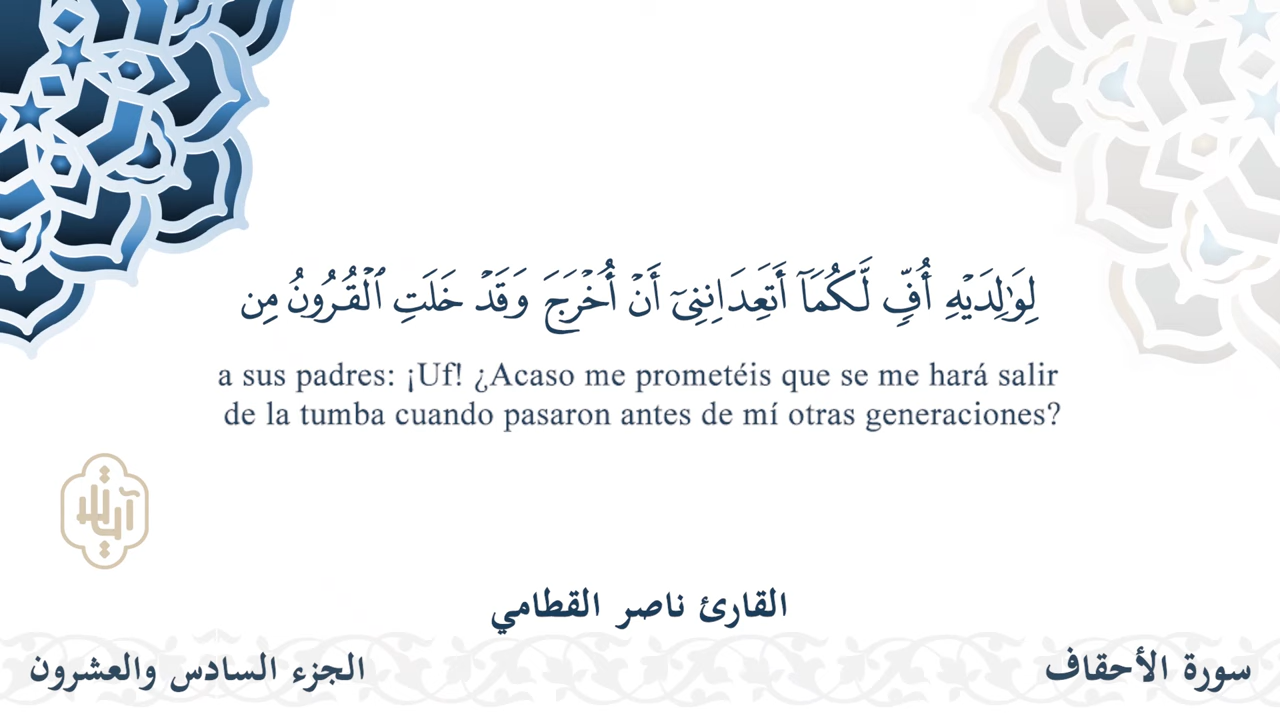 لِوَٰلِدَيْهِ أُفٍّ لَّكُمَآ أَتَعِدَانِنِىٓ أَنْ أُخْرَجَ وَقَدْ خَلَتِ ٱلْقُرُونُ مِن
a sus padres: ¡Uf! ¿Acaso me prometéis que se me hará salir
de la tumba cuando pasaron antes de mí otras generaciones?
القارئ ناصر القطامي
سورة الأحقاف
الجزء السادس والعشرون